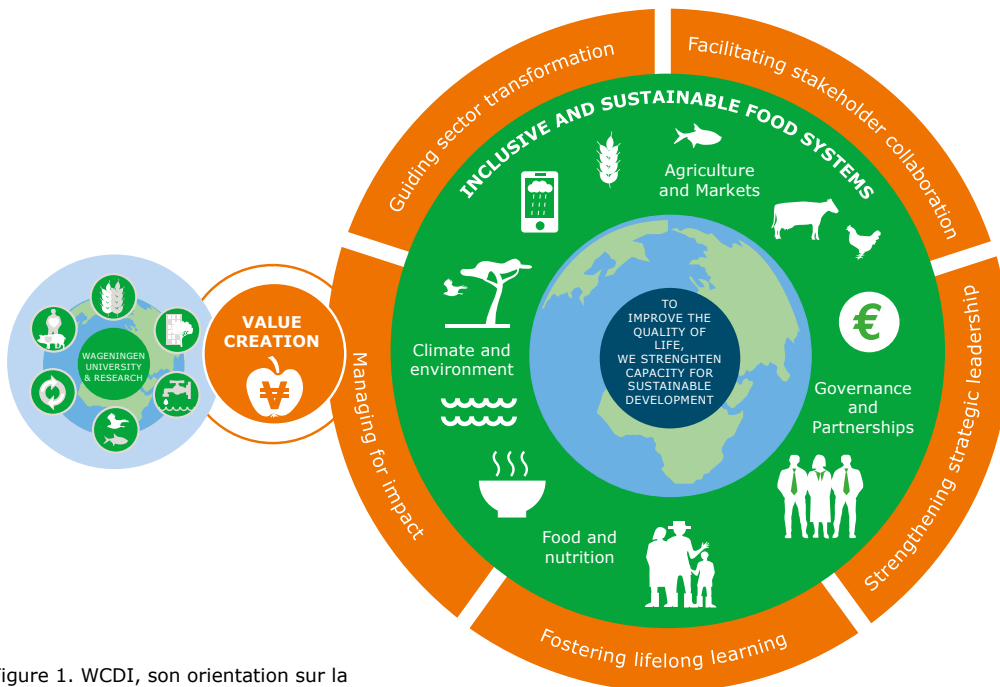 Guiding sector transformation
Facilitating stakeholder collaboration
Strengthening strategic leadership
Fostering lifelong learning
Managing for impact
INCLUSIVE AND SUSTAINABLE FOOD SYSTEMS
Agriculture
and Markets
Climate and
environment
Governance
and
Partnerships
Food and
nutrition
TO
IMPROVE THE
QUALITY OF
LIFE,
WE STRENGHTEN
CAPACITY FOR
SUSTAINABLE
DEVELOPMENT
€
VALUE
CREATION
WAGENINGEN
UNIVERSITY
& RESEARCH
igure 1. WCDI, son orientation sur la